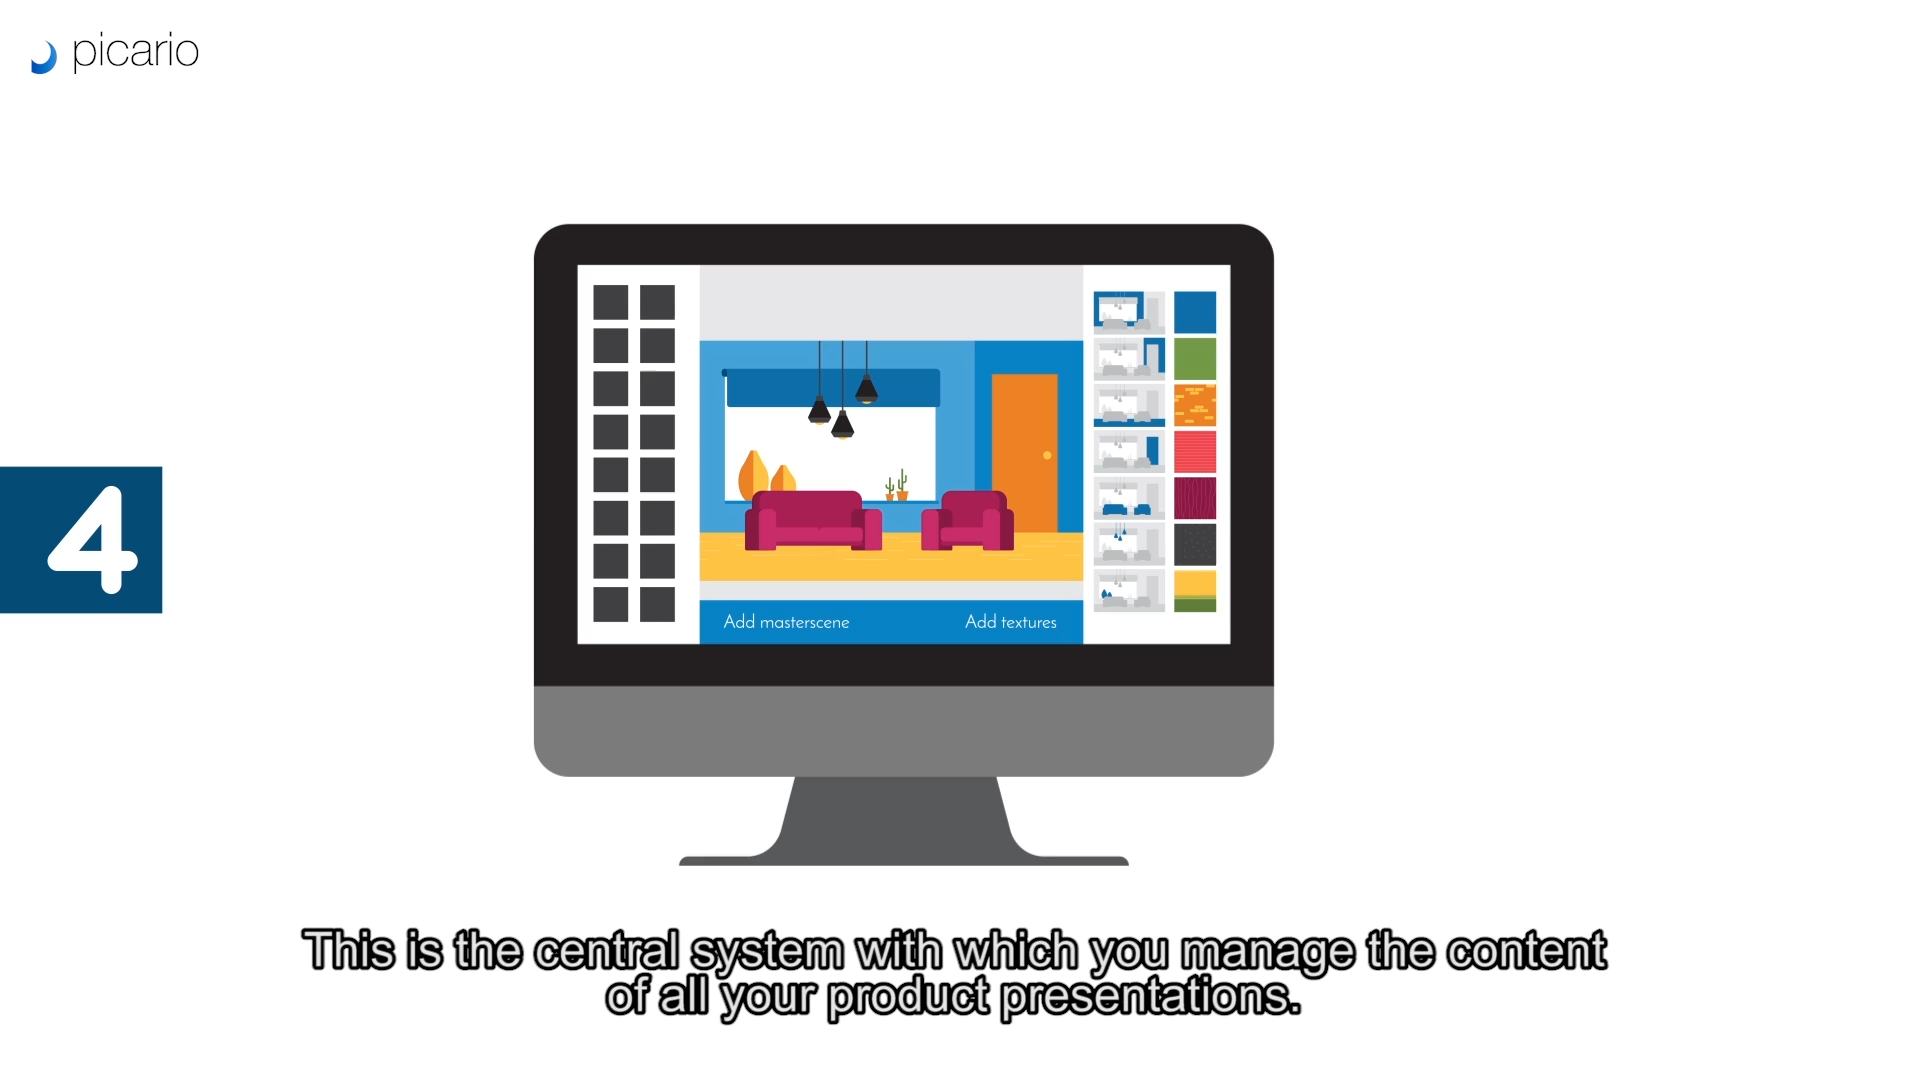 picario
4
Add masterscene
Add textures
This is the central system with which you manage the content
of all your product presentations.